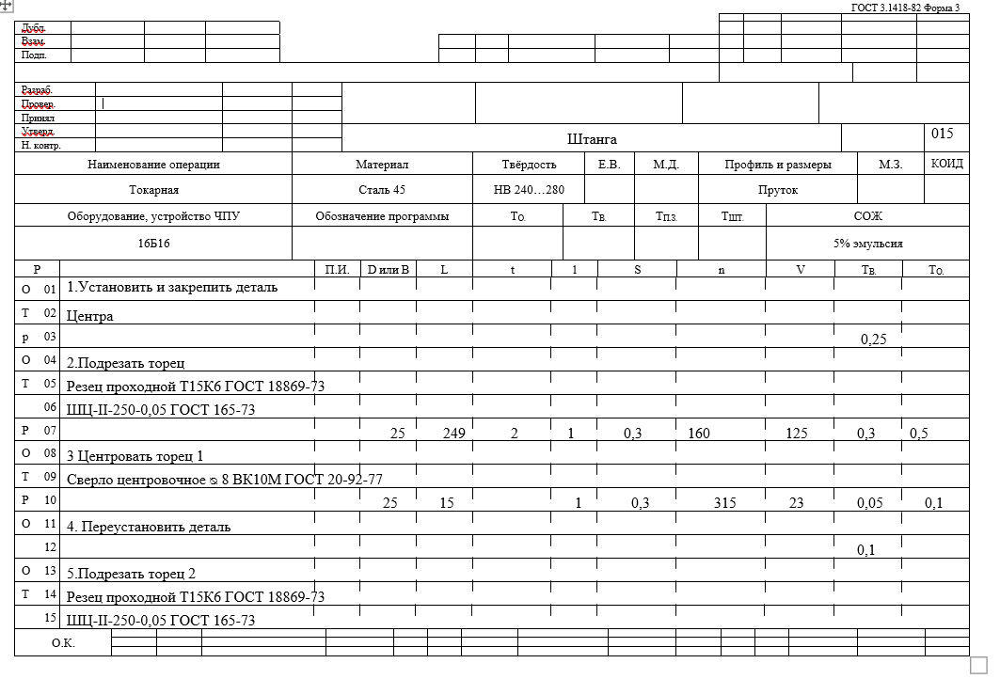 ГОСТ 3.1418-82 Форма 3
Дубл.
Взам.
Подп.
Разраб.
Провер.
Принял
Утверд.
Н. контр.
Штанга
015
Наименование операции Материал Твёрдость Е.В. М.Д. Профиль и размеры М.З. КОИД
Токарная Сталь 45 НВ 240…280 Пруток
Оборудование, устройство ЧПУ Обозначение программы То. Тв. Тп.з. Тшт. СОЖ
16Б16 5% эмульсия
Р П.И. D или В L t l S n V Тв. То.
О 01 1.Установить и закрепить деталь
Т 02 Центра
р 03 0,25
О 04 2.Подрезать торец
Т 05 Резец проходной Т15К6 ГОСТ 18869-73
06 ШЦ-II-250-0,05 ГОСТ 165-73
Р 07 25 249 2 1 0,3 160 125 0,3 0,5
О 08 3 Центровать торец 1
Т 09 Сверло центровочное ⌀ 8 ВК10М ГОСТ 20-92-77
Р 10 25 15 1 0,3 315 23 0,05 0,1
О 11 4. Переустановить деталь
12 0,1
О 13 5.Подрезать торец 2
Т 14 Резец проходной Т15К6 ГОСТ 18869-73
15 ШЦ-II-250-0,05 ГОСТ 165-73
О.К.